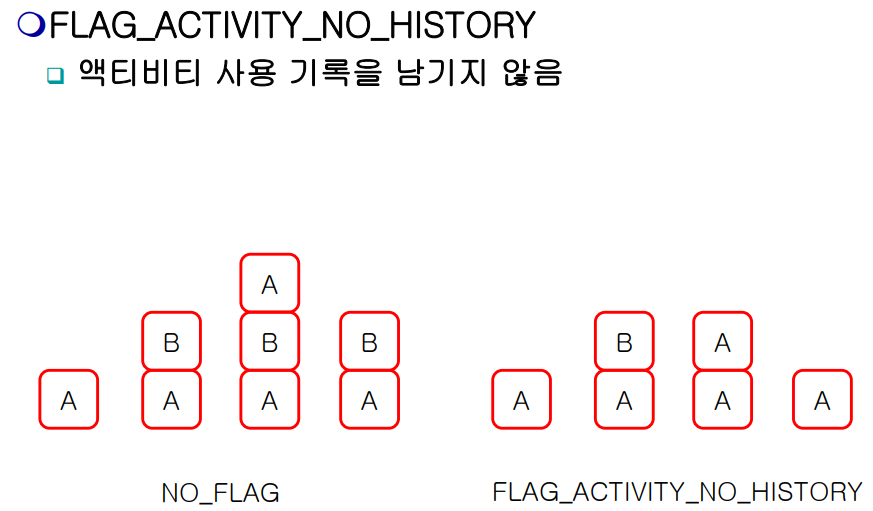 FLAG_ACTIVITY_NO_HISTORY
액티비티 사용 기록을 남기지 않음
A
B B B B A
A A A A A A A A
NO_FLAG FLAG_ACTIVITY_NO_HISTORY